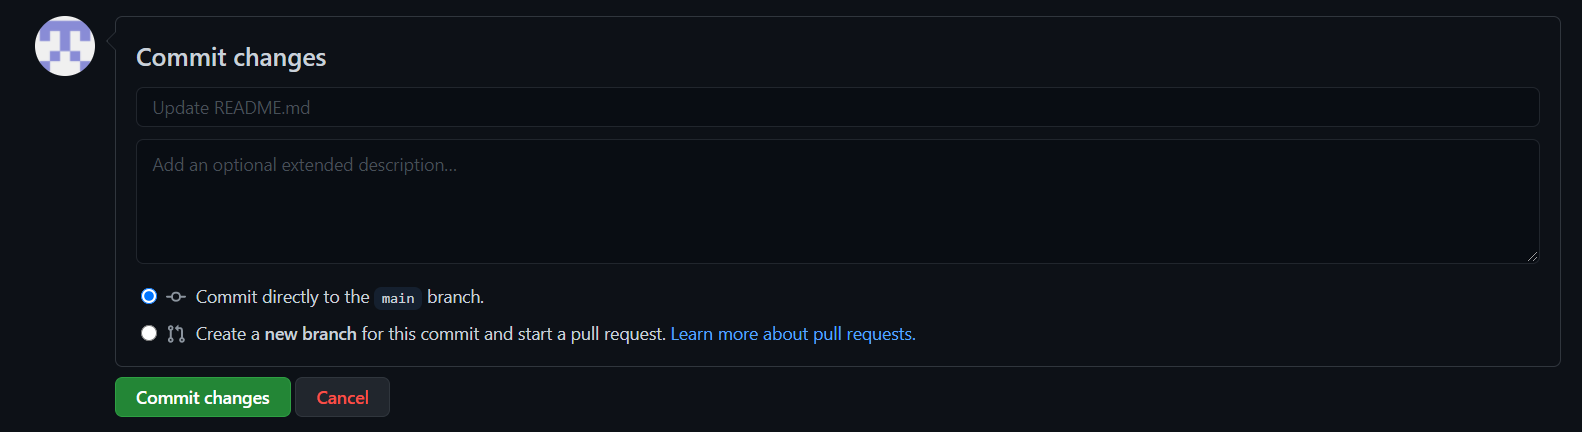 Commit changes
Update README.md
Add an optional extended description...
Commit directly to the main branch.
Create a new branch for this commit and start a pull request. Learn more about pull requests.
Commit changes Cancel